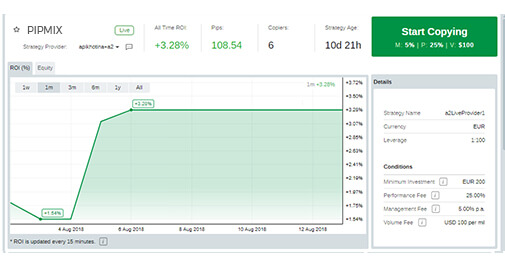 PIPMIX
Live
Strategy Provider: apikhotina+a2
All Time ROI
+3.28%
Pips:
108.54
Copiers:
6
Strategy Age:
10d 21h
Start Copying
M: 5% | P: 25% | V: $100
ROI (%) Equity
1w 1m 3m 6m 1y All
1m +3.28%
+3.28%
+1.54%
+3.72%
+3.50%
+3.28%
+3.07%
+2.85%
+2.63%
+2.41%
+2.19%
+1.97%
+1.75%
+1.54%
4 Aug 2018 6 Aug 2018 8 Aug 2018 10 Aug 2018 12 Aug 2018
* ROI is updated every 15 minutes. i
Details
Strategy Name a2LiveProvider1
Currency EUR
Leverage 1:100
Conditions
Minimum Investment i EUR 200
Performance Fee i 25.00%
Management Fee i 5.00% p.a.
Volume Fee i USD 100 per mil